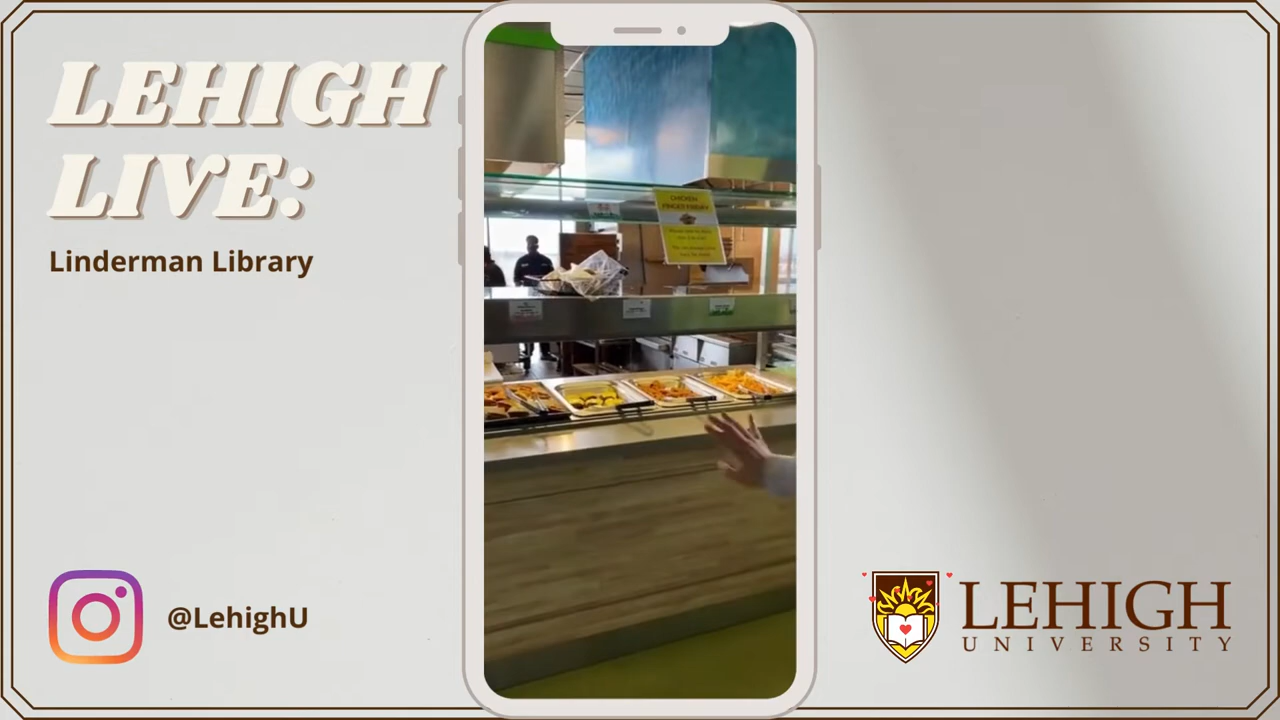 LEHIGH
LIVE:
Linderman Library
CHICKEN
FINGER FRIDAY
@LehighU
LEHIGH
UNIVERSITY